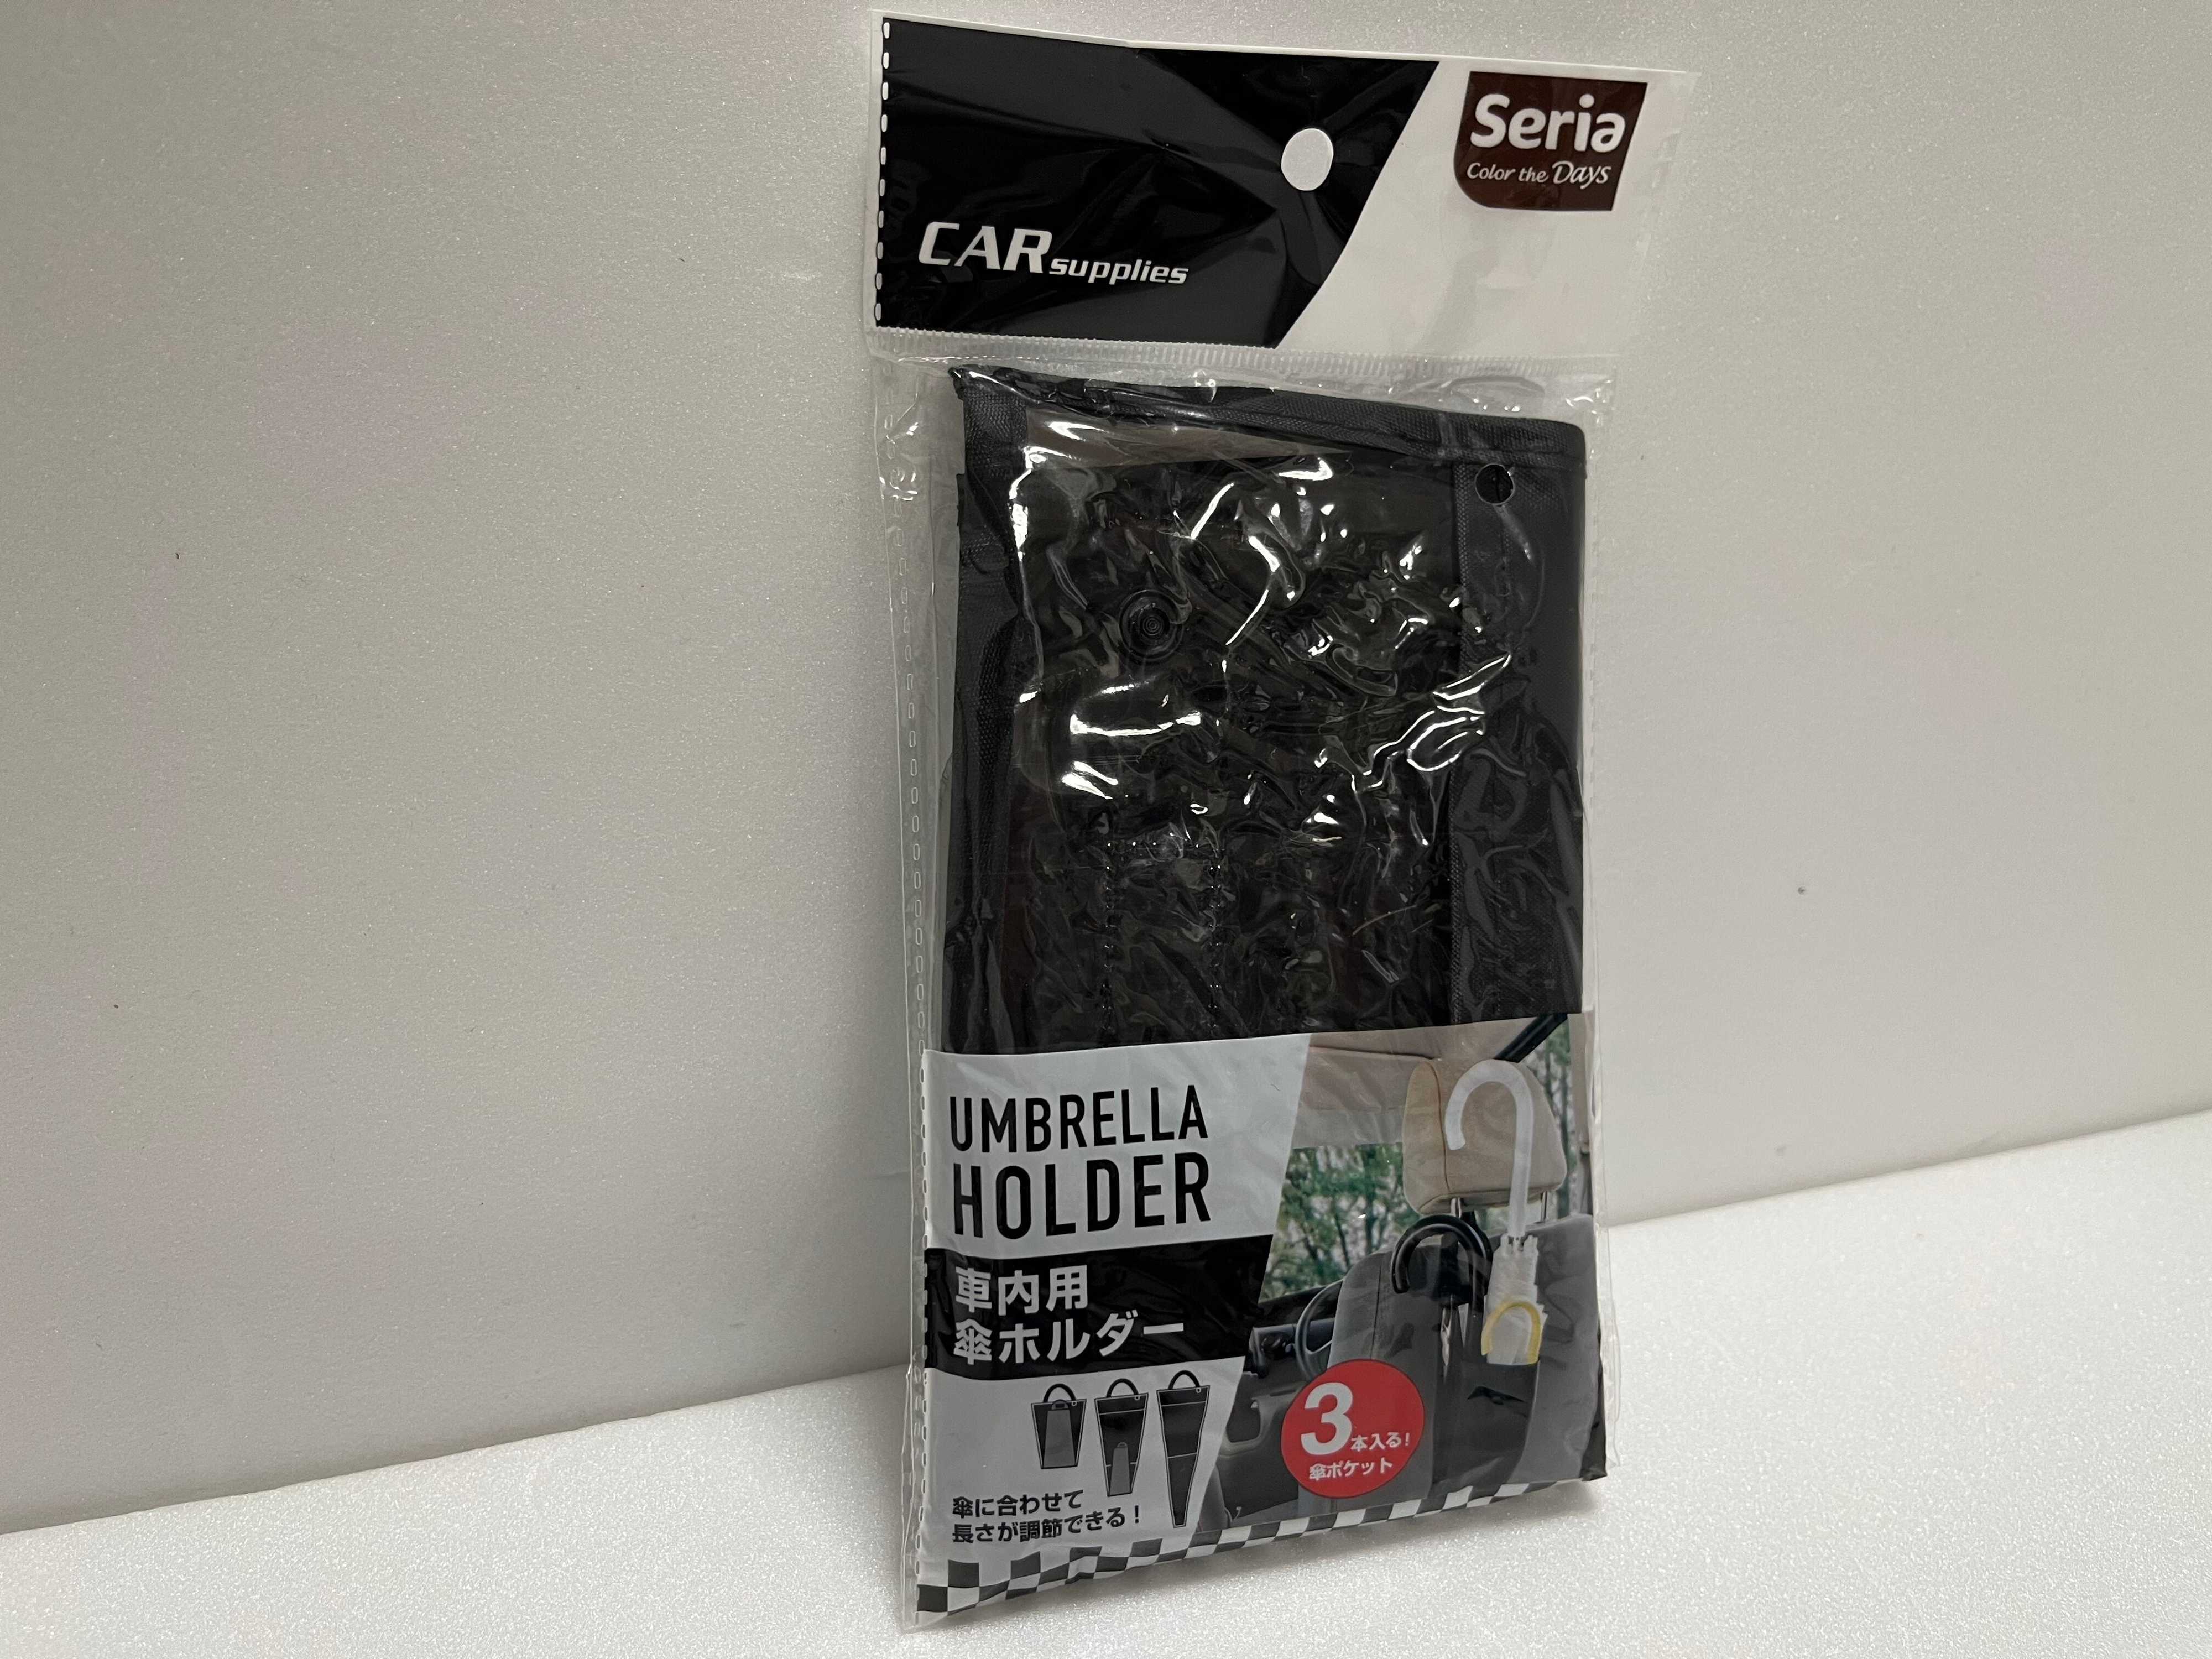 Seria
Color the Days
CAR supplies
UMBRELLA
HOLDER
車内用
傘ホルダー
3本入る!
傘ポケット
傘に合わせて
長さが調節できる!